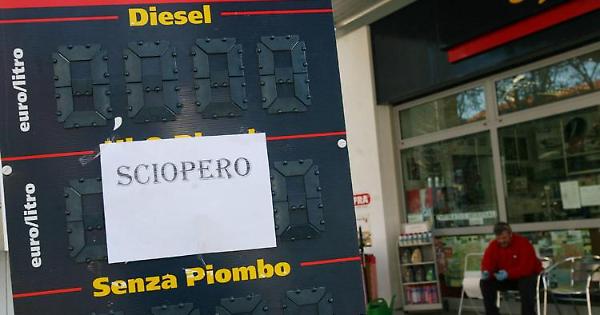 Diesel
euro/litro
SCIOPERO
euro/litro
Senza Piombo